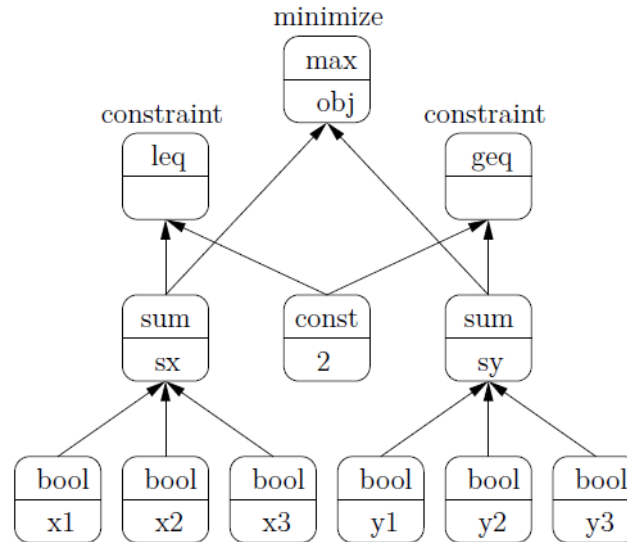 minimize
max
obj
constraint
constraint
leq
geq
sum
const
sum
sx
2
sy
bool
bool
bool
bool
bool
bool
x1
x2
x3
y1
y2
y3